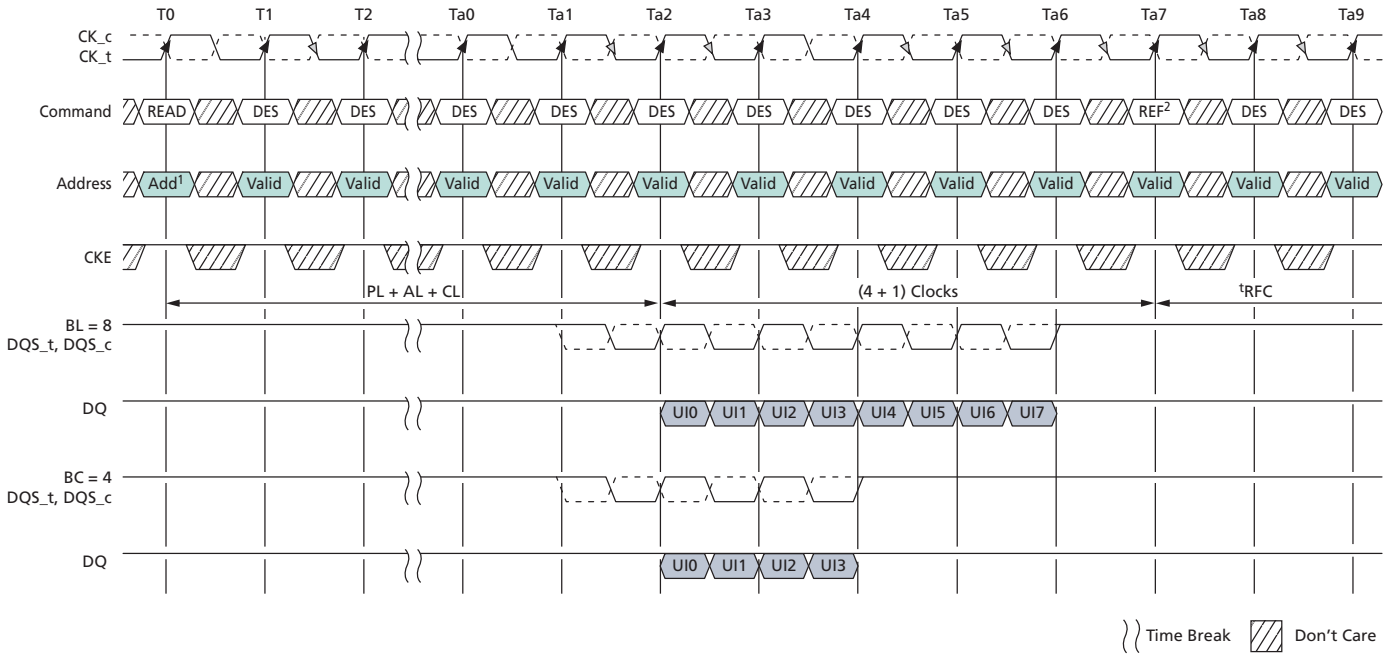 T0 T1 T2 Ta0 Ta1 Ta2 Ta3 Ta4 Ta5 Ta6 Ta7 Ta8 Ta9
CK_c
CK_t
Command READ DES DES DES DES DES DES DES DES DES REF² DES DES
Address Add¹ Valid Valid Valid Valid Valid Valid Valid Valid Valid Valid Valid Valid
CKE
PL + AL + CL (4 + 1) Clocks ᵗRFC
BL = 8
DQS_t, DQS_c
DQ UI0 UI1 UI2 UI3 UI4 UI5 UI6 UI7
BC = 4
DQS_t, DQS_c
DQ UI0 UI1 UI2 UI3
Time Break Don't Care